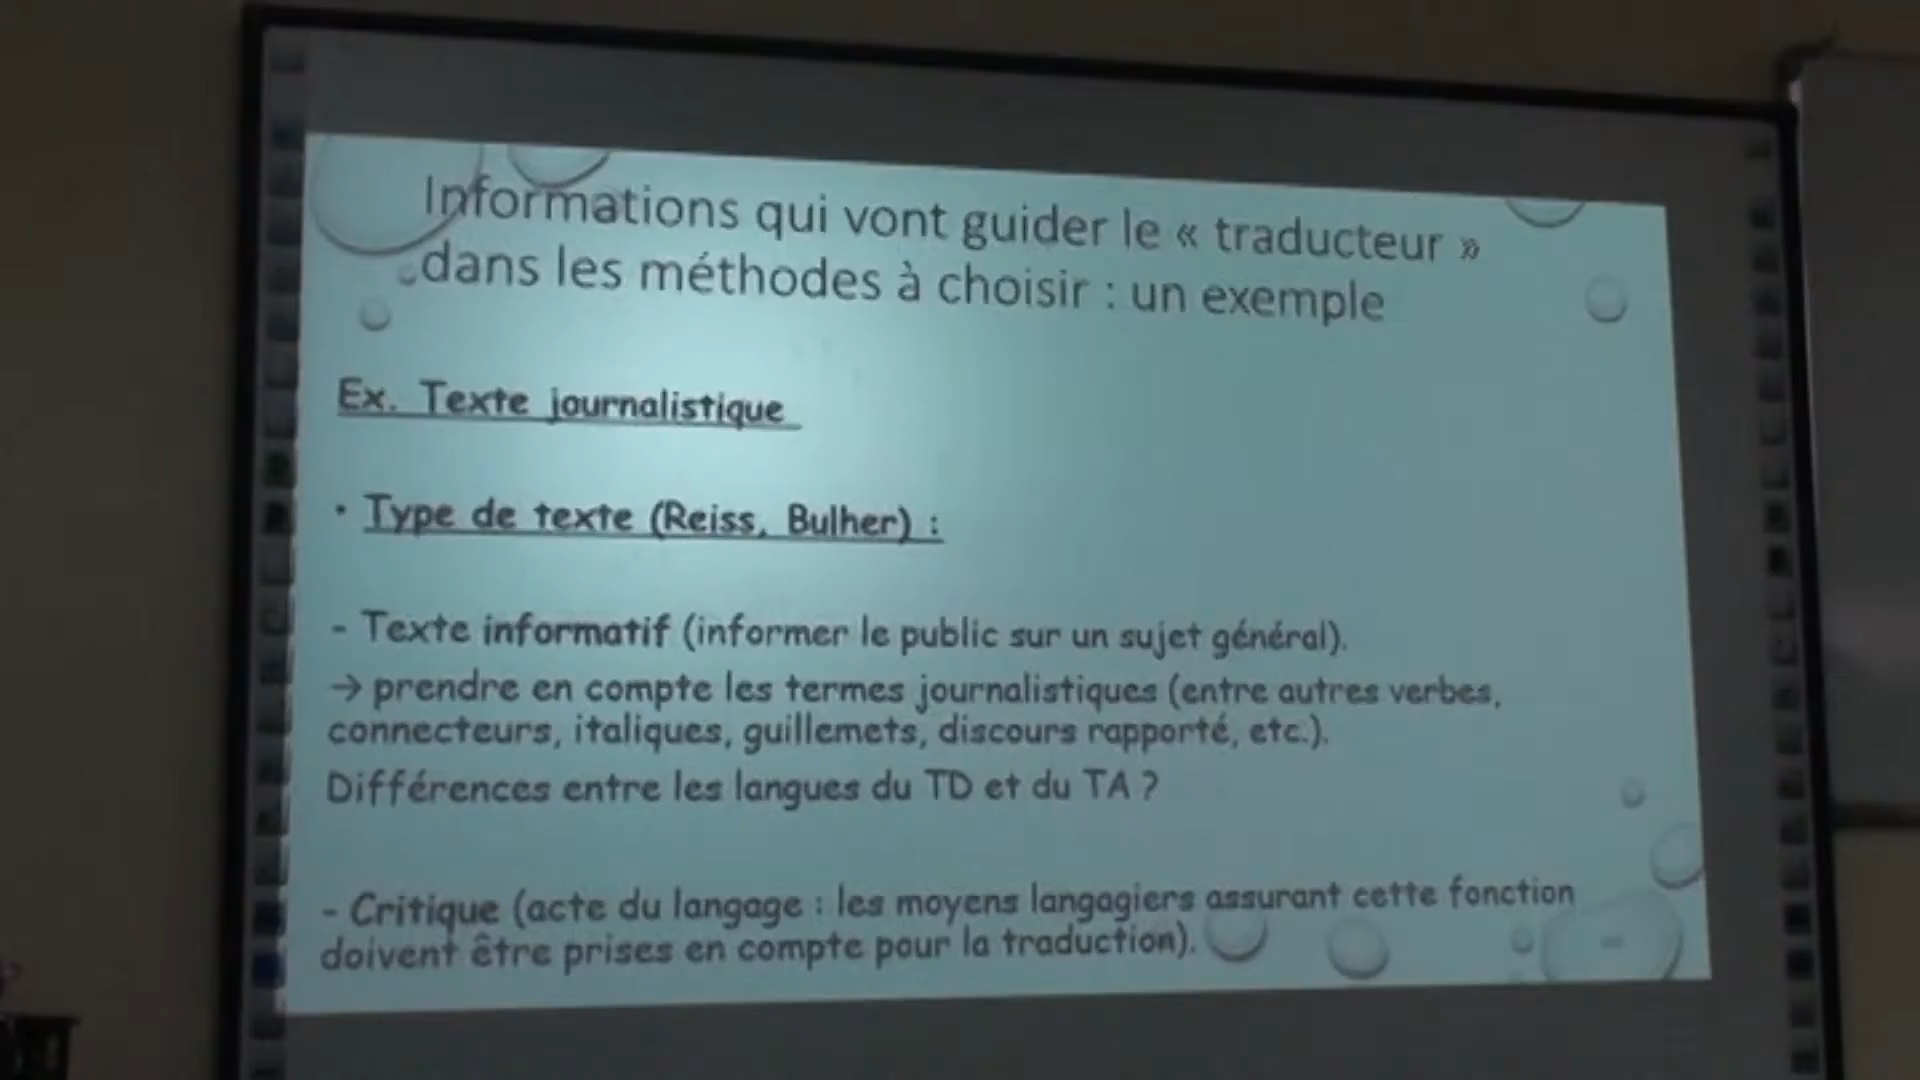 Informations qui vont guider le « traducteur »
dans les méthodes à choisir : un exemple
Ex. Texte journalistique
• Type de texte (Reiss, Bulher) :
- Texte informatif (informer le public sur un sujet général).
→ prendre en compte les termes journalistiques (entre autres verbes,
connecteurs, italiques, guillemets, discours rapporté, etc.).
Différences entre les langues du TD et du TA ?
- Critique (acte du langage : les moyens langagiers assurant cette fonction
doivent être prises en compte pour la traduction).